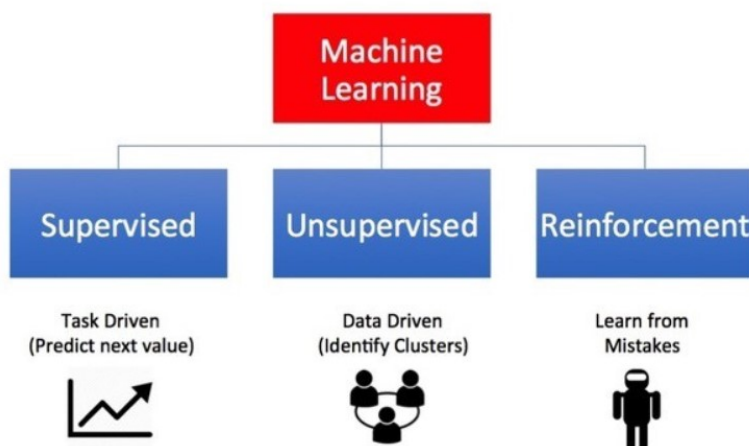 Machine
Learning
Supervised
Unsupervised
Reinforcement
Task Driven
(Predict next value)
Data Driven
(Identify Clusters)
Learn from
Mistakes